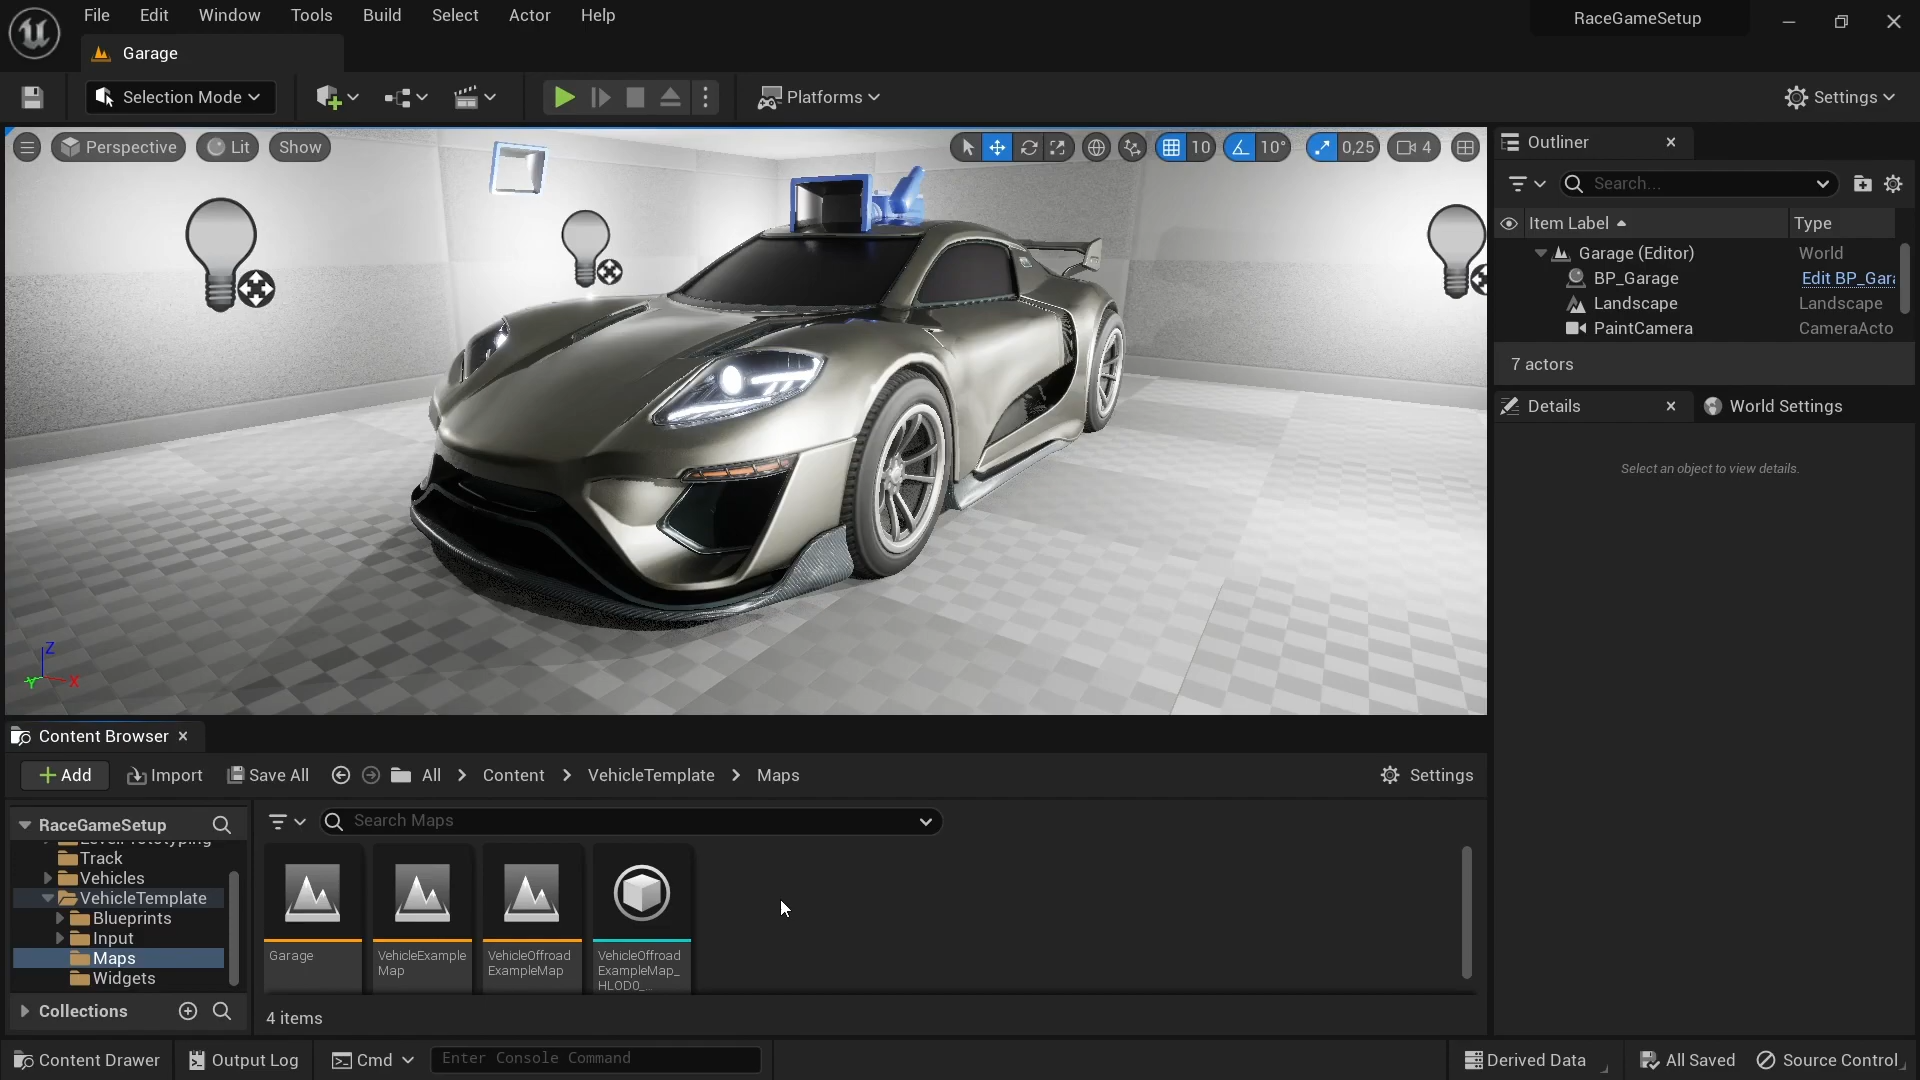 File Edit Window Tools Build Select Actor Help
RaceGameSetup
Garage
Selection Mode
Platforms
Settings
Perspective Lit Show
10 10° 0,25 4
Outliner
Search...
Item Label Type
Garage (Editor) World
BP_Garage Edit BP_Gar
Landscape Landscape
PaintCamera CameraActo
7 actors
Details World Settings
Select an object to view details.
Z
Y X
Content Browser
Add Import Save All All Content VehicleTemplate Maps Settings
RaceGameSetup
Search Maps
Track
Vehicles
VehicleTemplate
Blueprints
Input
Maps
Widgets
Garage
VehicleExample
Map
VehicleOffroad
ExampleMap
VehicleOffroad
ExampleMap_
HLOD0_...
Collections
4 items
Content Drawer Output Log Cmd Enter Console Command Derived Data All Saved Source Control